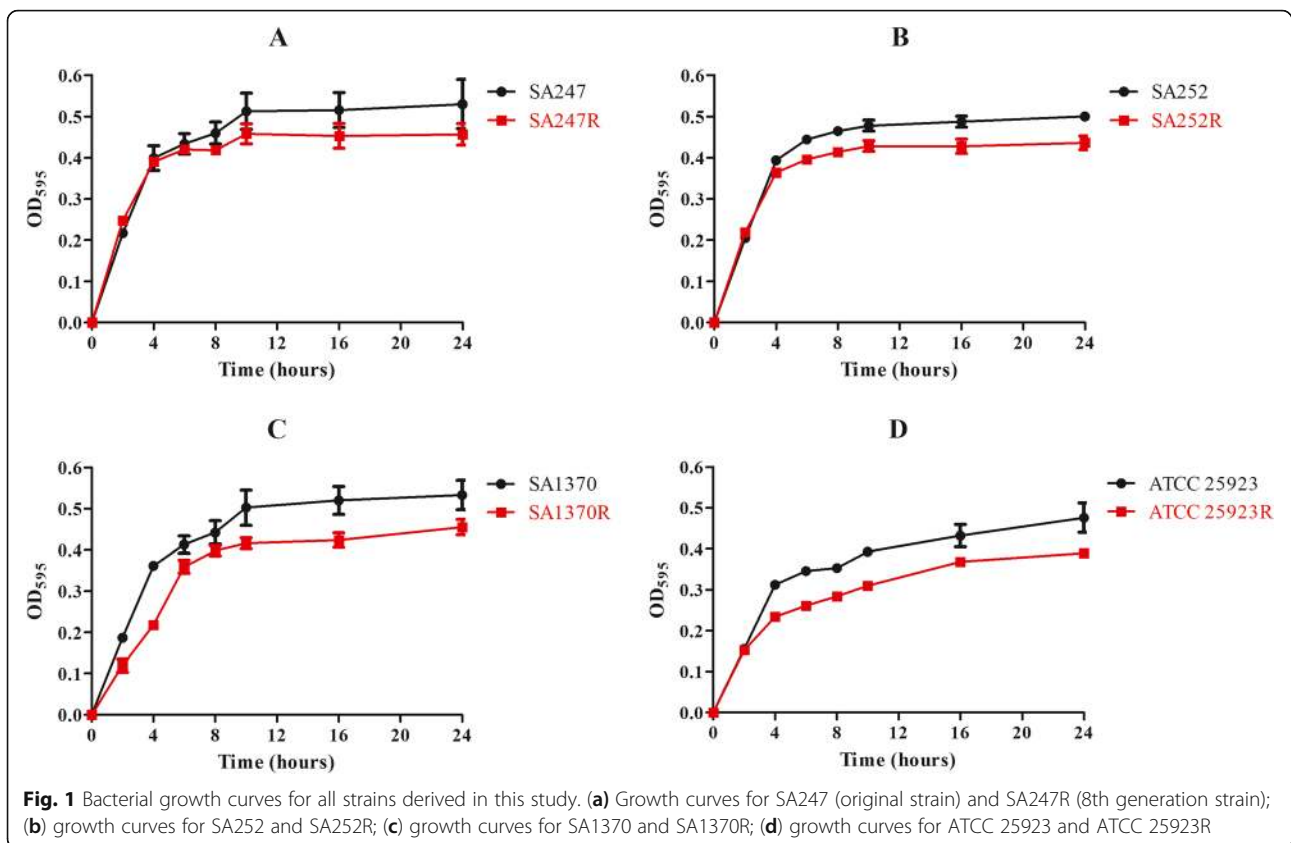 A
0.6
0.5
0.4
0.3
0.2
0.1
0.0
OD595
0 4 8 12 16 20 24
Time (hours)
SA247
SA247R
B
0.6
0.5
0.4
0.3
0.2
0.1
0.0
OD595
0 4 8 12 16 20 24
Time (hours)
SA252
SA252R
C
0.6
0.5
0.4
0.3
0.2
0.1
0.0
OD595
0 4 8 12 16 20 24
Time (hours)
SA1370
SA1370R
D
0.6
0.5
0.4
0.3
0.2
0.1
0.0
OD595
0 4 8 12 16 20 24
Time (hours)
ATCC 25923
ATCC 25923R
Fig. 1 Bacterial growth curves for all strains derived in this study. (a) Growth curves for SA247 (original strain) and SA247R (8th generation strain);
(b) growth curves for SA252 and SA252R; (c) growth curves for SA1370 and SA1370R; (d) growth curves for ATCC 25923 and ATCC 25923R